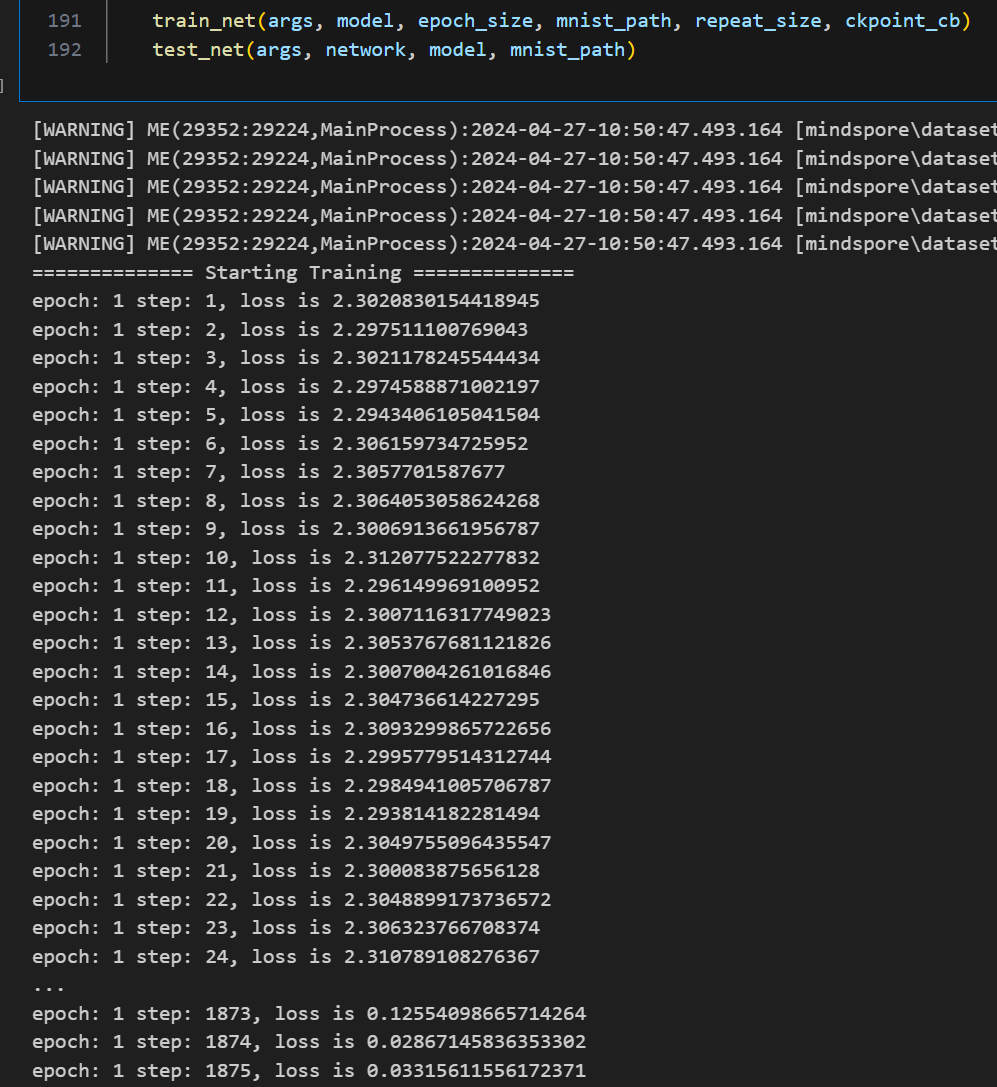 191 train_net(args, model, epoch_size, mnist_path, repeat_size, ckpoint_cb)
192 test_net(args, network, model, mnist_path)
]
[WARNING] ME(29352:29224,MainProcess):2024-04-27-10:50:47.493.164 [mindspore\dataset
[WARNING] ME(29352:29224,MainProcess):2024-04-27-10:50:47.493.164 [mindspore\dataset
[WARNING] ME(29352:29224,MainProcess):2024-04-27-10:50:47.493.164 [mindspore\dataset
[WARNING] ME(29352:29224,MainProcess):2024-04-27-10:50:47.493.164 [mindspore\dataset
[WARNING] ME(29352:29224,MainProcess):2024-04-27-10:50:47.493.164 [mindspore\dataset
============== Starting Training ==============
epoch: 1 step: 1, loss is 2.3020830154418945
epoch: 1 step: 2, loss is 2.297511100769043
epoch: 1 step: 3, loss is 2.3021178245544434
epoch: 1 step: 4, loss is 2.2974588871002197
epoch: 1 step: 5, loss is 2.2943406105041504
epoch: 1 step: 6, loss is 2.306159734725952
epoch: 1 step: 7, loss is 2.3057701587677
epoch: 1 step: 8, loss is 2.3064053058624268
epoch: 1 step: 9, loss is 2.3006913661956787
epoch: 1 step: 10, loss is 2.312077522277832
epoch: 1 step: 11, loss is 2.296149969100952
epoch: 1 step: 12, loss is 2.3007116317749023
epoch: 1 step: 13, loss is 2.3053767681121826
epoch: 1 step: 14, loss is 2.3007004261016846
epoch: 1 step: 15, loss is 2.304736614227295
epoch: 1 step: 16, loss is 2.3093299865722656
epoch: 1 step: 17, loss is 2.2995779514312744
epoch: 1 step: 18, loss is 2.2984941005706787
epoch: 1 step: 19, loss is 2.293814182281494
epoch: 1 step: 20, loss is 2.3049755096435547
epoch: 1 step: 21, loss is 2.300083875656128
epoch: 1 step: 22, loss is 2.3048899173736572
epoch: 1 step: 23, loss is 2.306323766708374
epoch: 1 step: 24, loss is 2.310789108276367
...
epoch: 1 step: 1873, loss is 0.12554098665714264
epoch: 1 step: 1874, loss is 0.02867145836353302
epoch: 1 step: 1875, loss is 0.03315611556172371